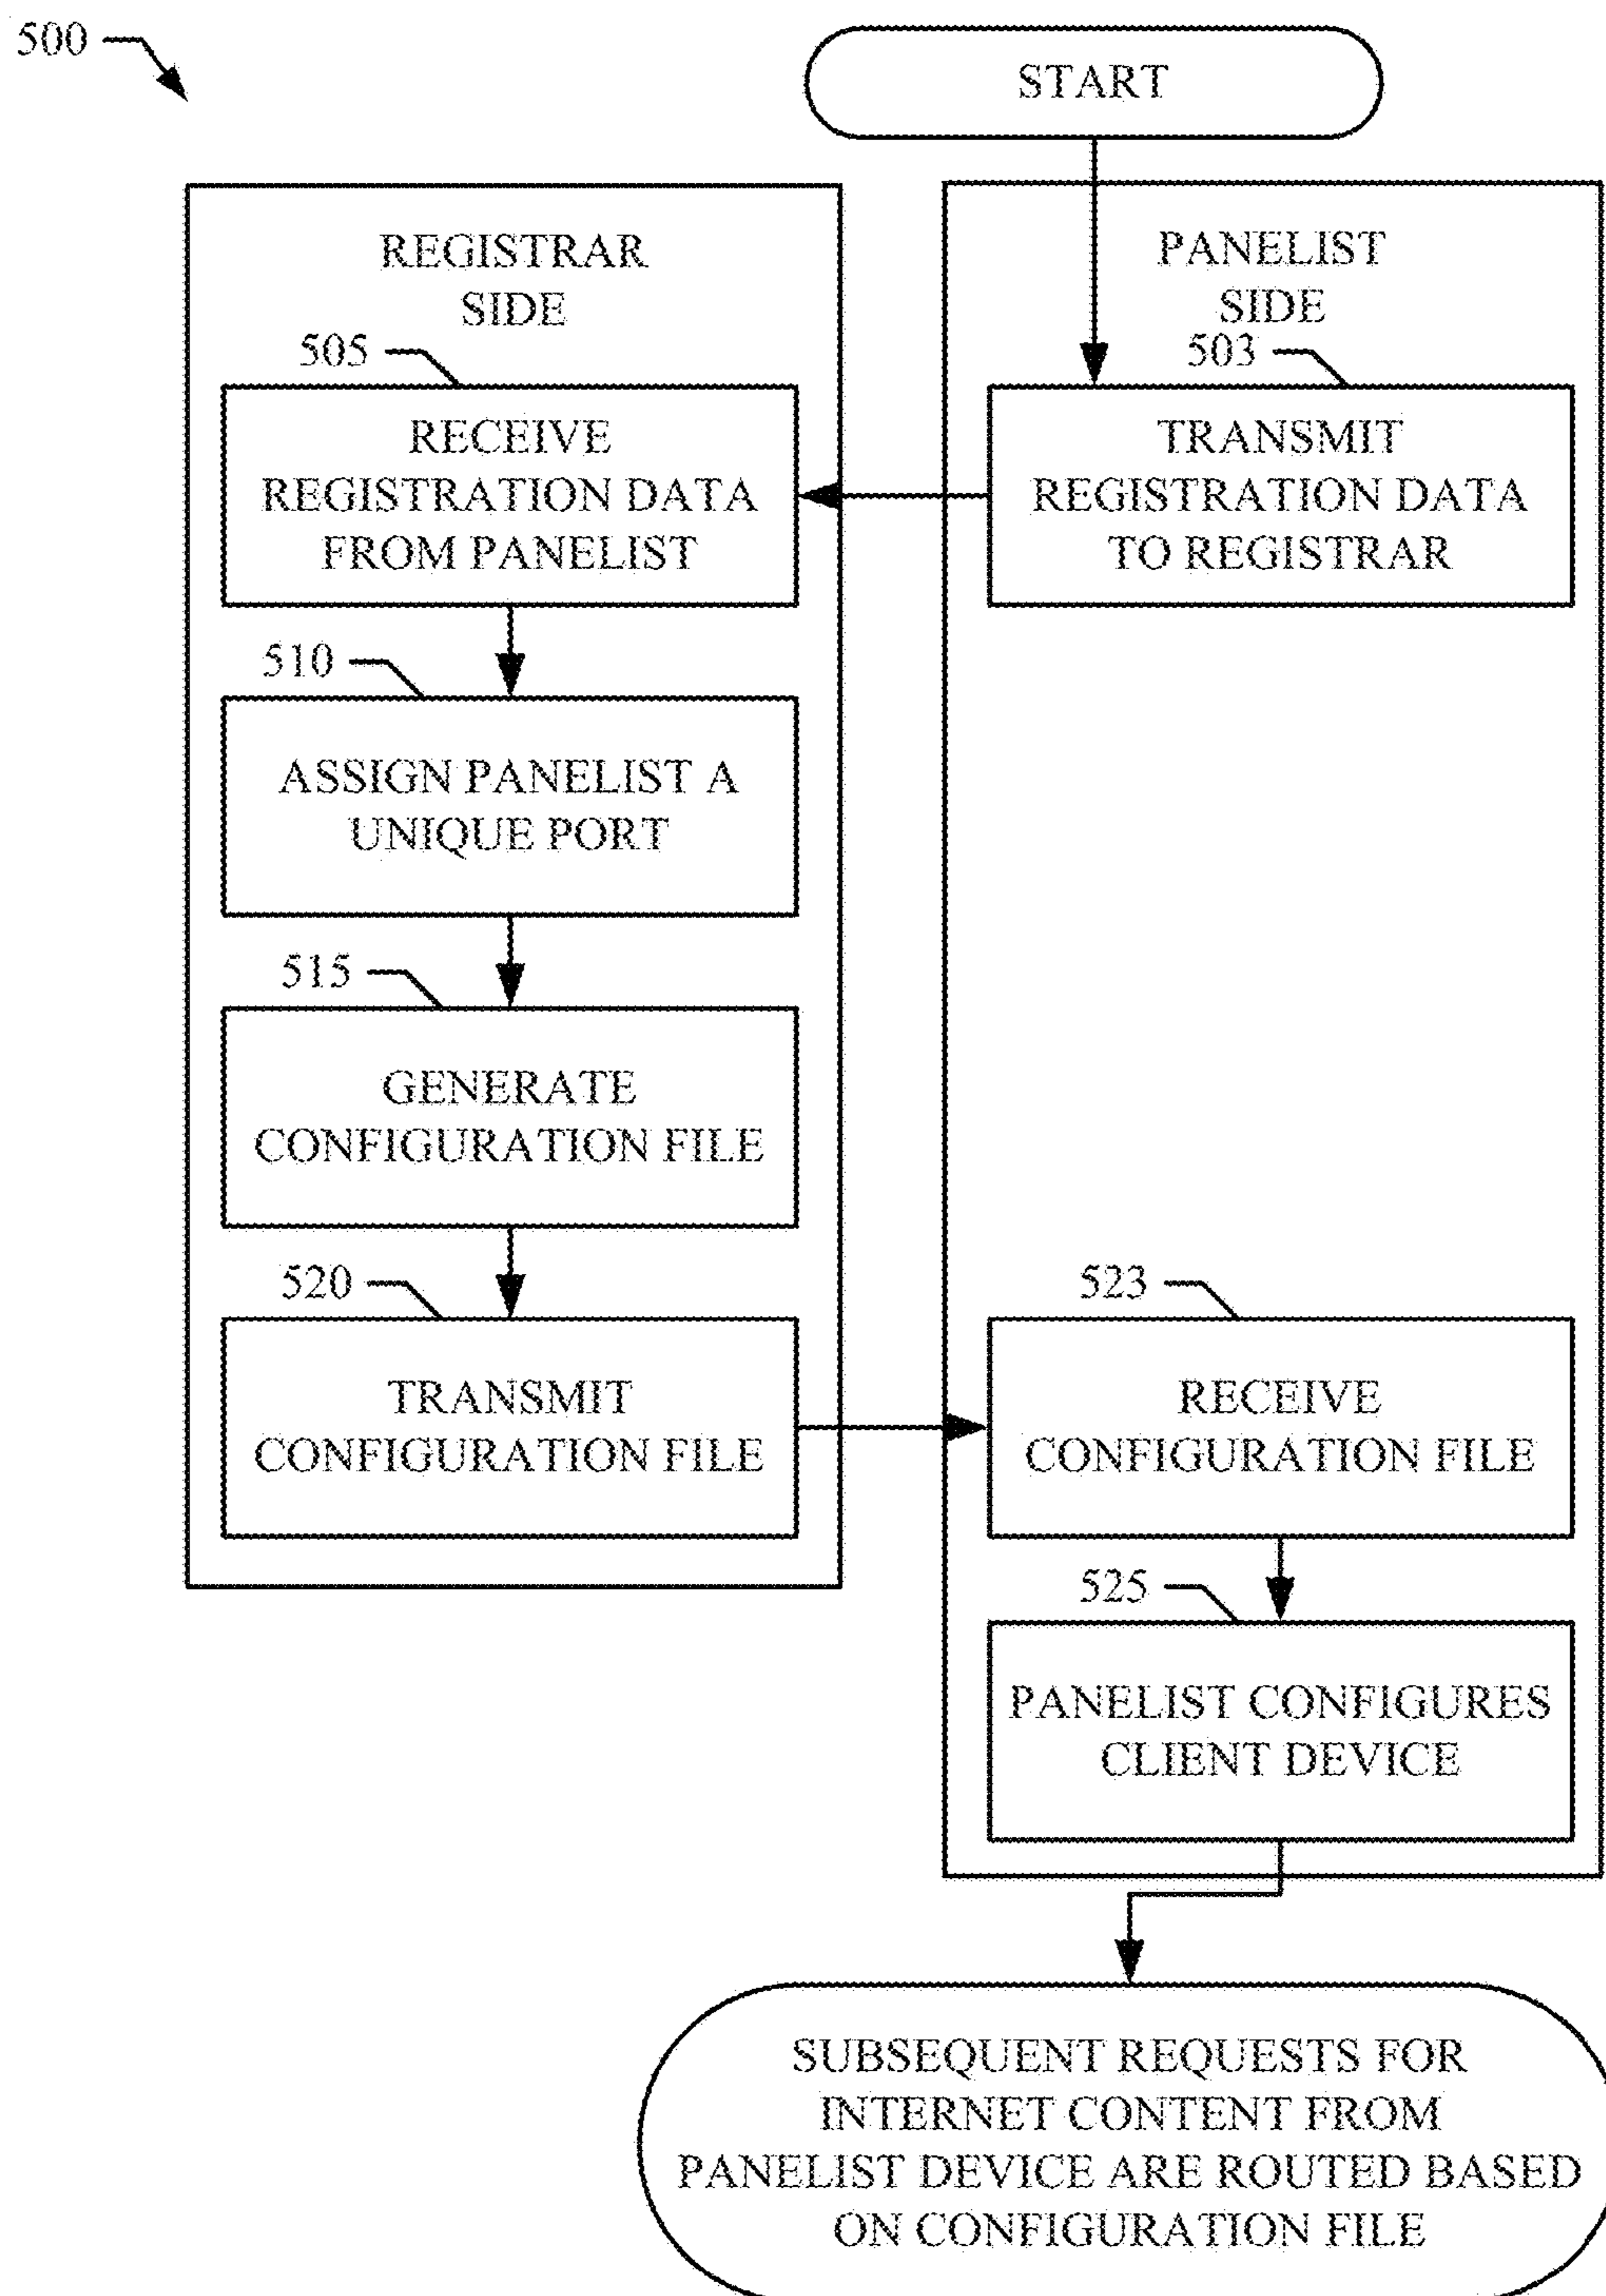 500
START
REGISTRAR
SIDE
PANELIST
SIDE
505
RECEIVE
REGISTRATION DATA
FROM PANELIST
503
TRANSMIT
REGISTRATION DATA
TO REGISTRAR
510
ASSIGN PANELIST A
UNIQUE PORT
515
GENERATE
CONFIGURATION FILE
520
TRANSMIT
CONFIGURATION FILE
523
RECEIVE
CONFIGURATION FILE
525
PANELIST CONFIGURES
CLIENT DEVICE
SUBSEQUENT REQUESTS FOR
INTERNET CONTENT FROM
PANELIST DEVICE ARE ROUTED BASED
ON CONFIGURATION FILE